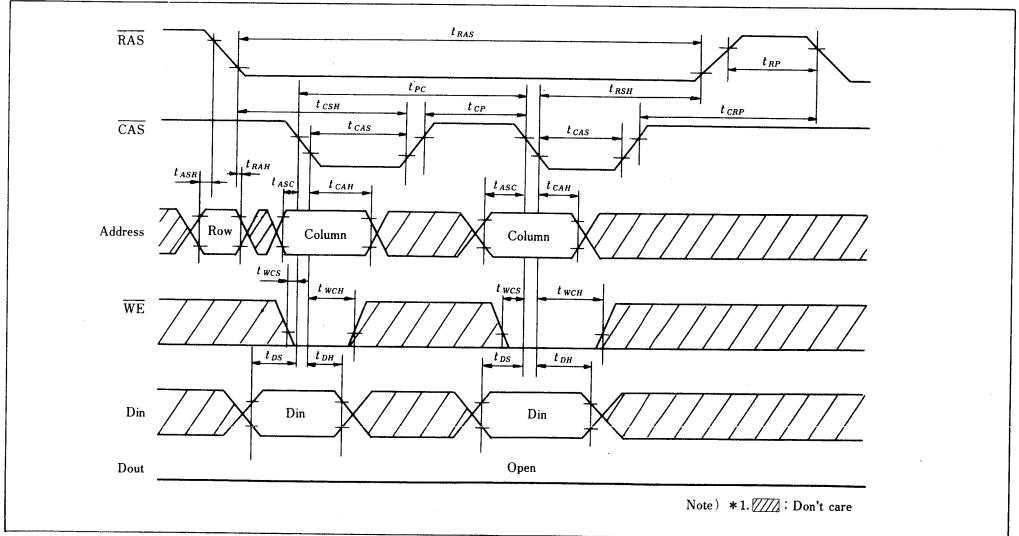 RAS
tRAS
tRP
tPC
tRSH
tCSH
tCP
tCRP
CAS
tCAS
tCAS
tASR
tRAH
tASC
tCAH
tASC
tCAH
Address
Row
Column
Column
tWCS
tWCH
tWCS
tWCH
WE
tDS
tDH
tDS
tDH
Din
Din
Din
Dout
Open
Note) *1. : Don't care